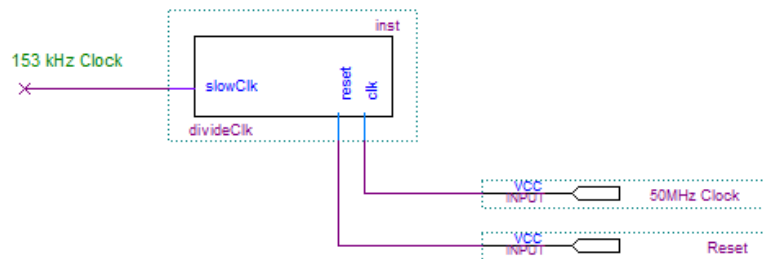 inst
153 kHz Clock
slowClk
reset
clk
divideClk
VCC
INPUT
50MHz Clock
VCC
INPUT
Reset